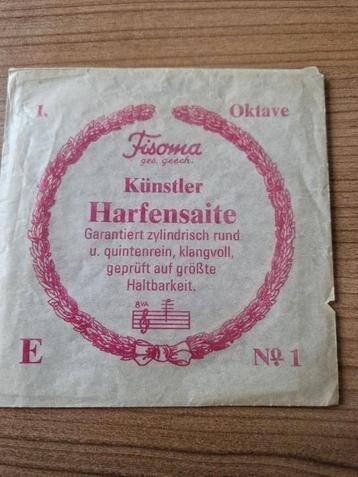 I. Oktave
Fisoma
ges. gesch.
Künstler
Harfensaite
Garantiert zylindrisch rund
u. quintenrein, klangvoll,
geprüft auf größte
Haltbarkeit.
8VA
E No 1